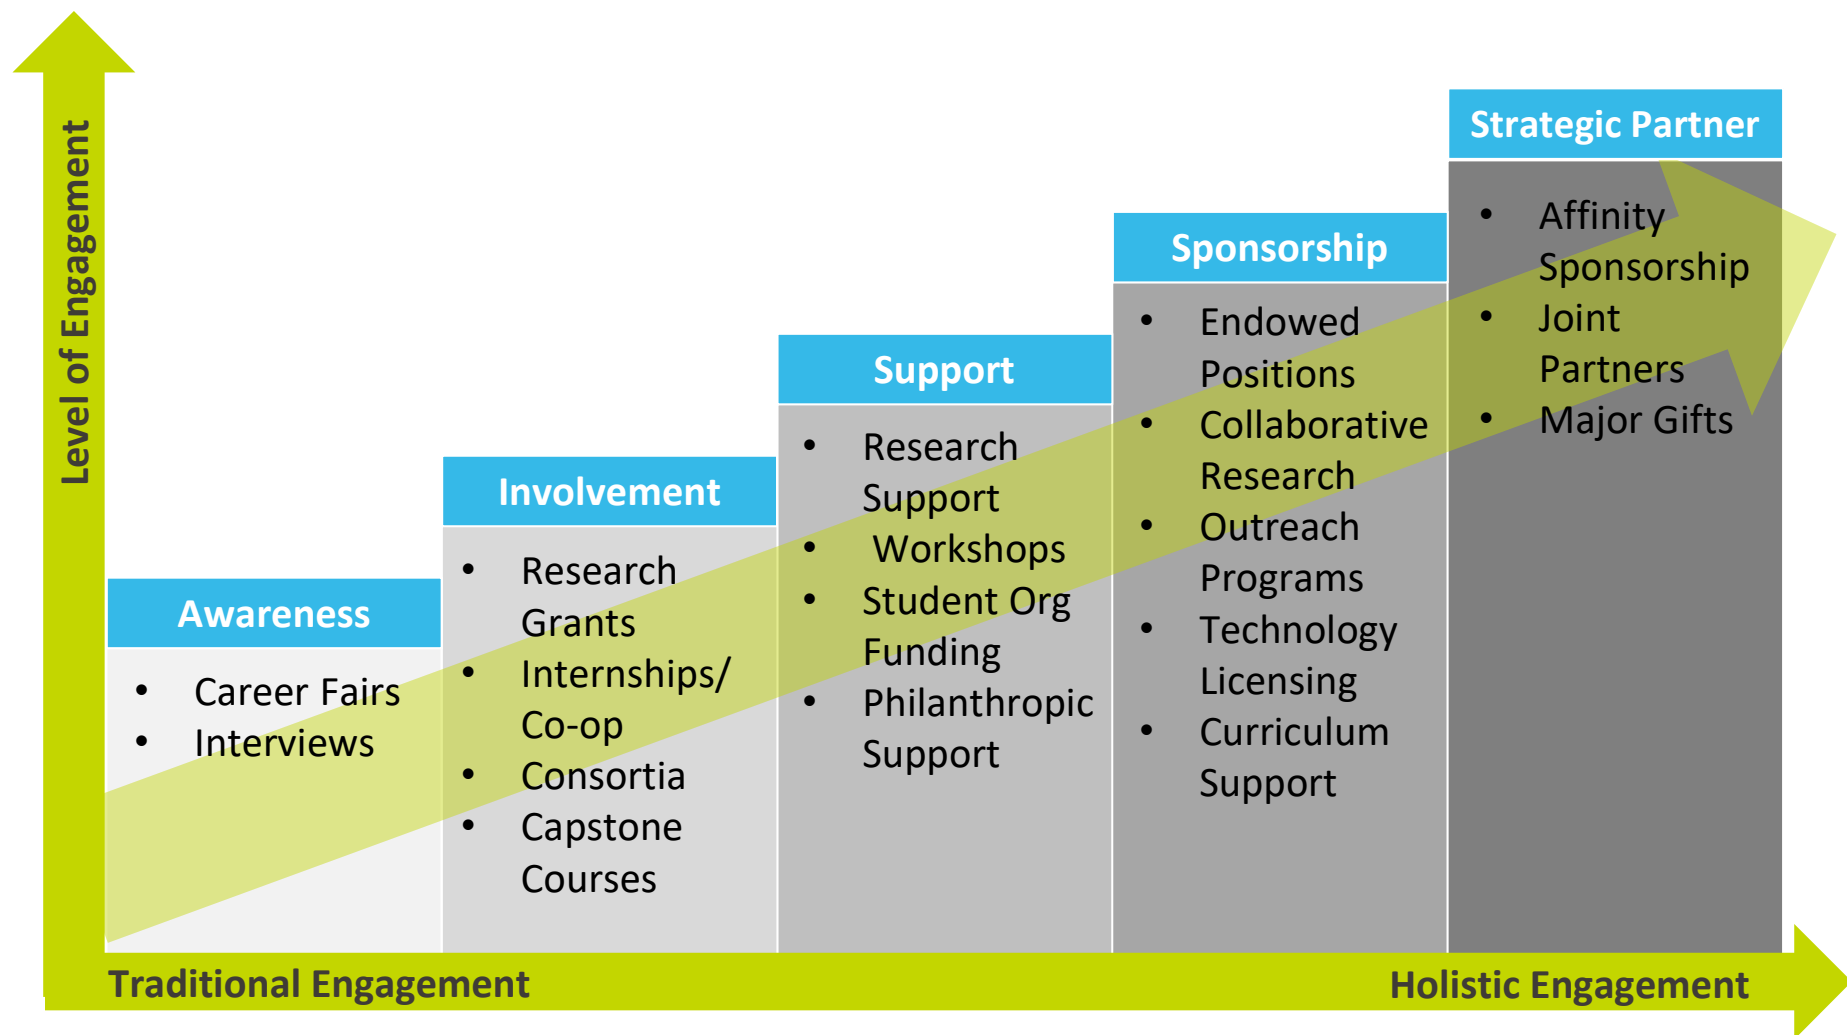 Level of Engagement
Awareness
• Career Fairs
• Interviews
Involvement
• Research
Grants
• Internships/
Co-op
• Consortia
• Capstone
Courses
Support
• Research
Support
• Workshops
• Student Org
Funding
• Philanthropic
Support
Sponsorship
• Endowed
Positions
• Collaborative
Research
• Outreach
Programs
• Technology
Licensing
• Curriculum
Support
Strategic Partner
• Affinity
Sponsorship
• Joint
Partners
• Major Gifts
Traditional Engagement
Holistic Engagement